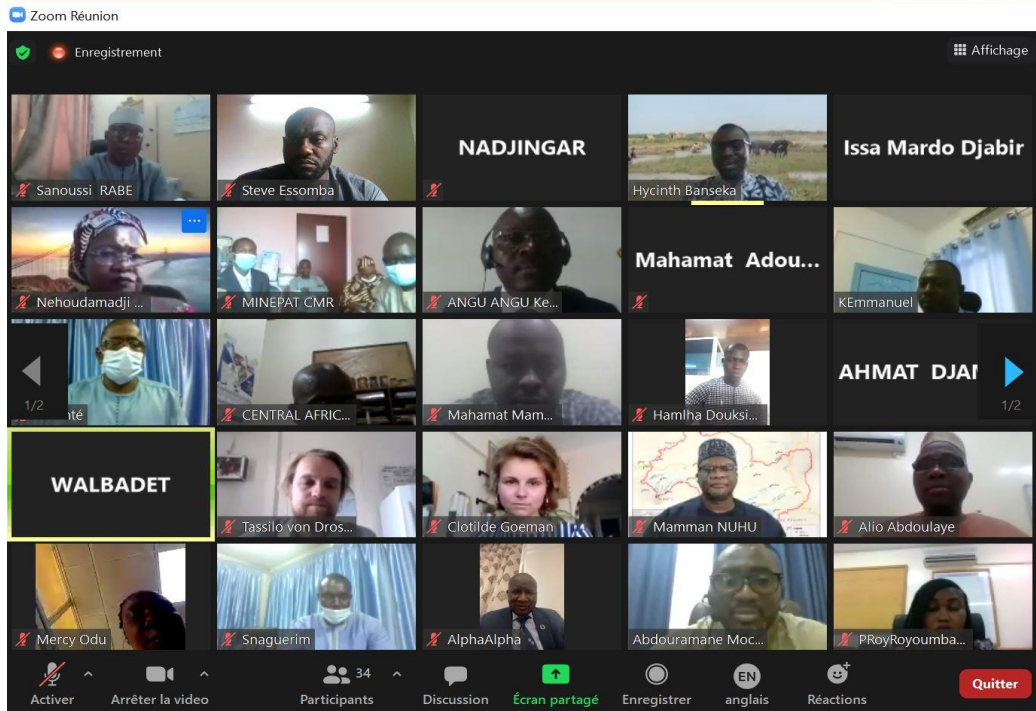 Zoom Réunion
Enregistrement
Affichage
Sanoussi RABE
Steve Essomba
NADJINGAR
Hycinth Banseka
Issa Mardo Djabir
Nehoudamadji ...
MINEPAT CMR
ANGU ANGU Ke...
Mahamat Adou...
KEmmanuel
1/2
té
CENTRAL AFRIC...
Mahamat Mam...
Hamlha Douksi...
AHMAT DJAI
1/2
WALBADET
Tassilo von Dros...
Clotilde Goeman
Mamman NUHU
Alio Abdoulaye
Mercy Odu
Snaguerim
AlphaAlpha
Abdouramane Moc...
PRoyRoyoumba...
Activer
Arrêter la video
34
Participants
Discussion
Écran partagé
Enregistrer
EN
anglais
Réactions
Quitter